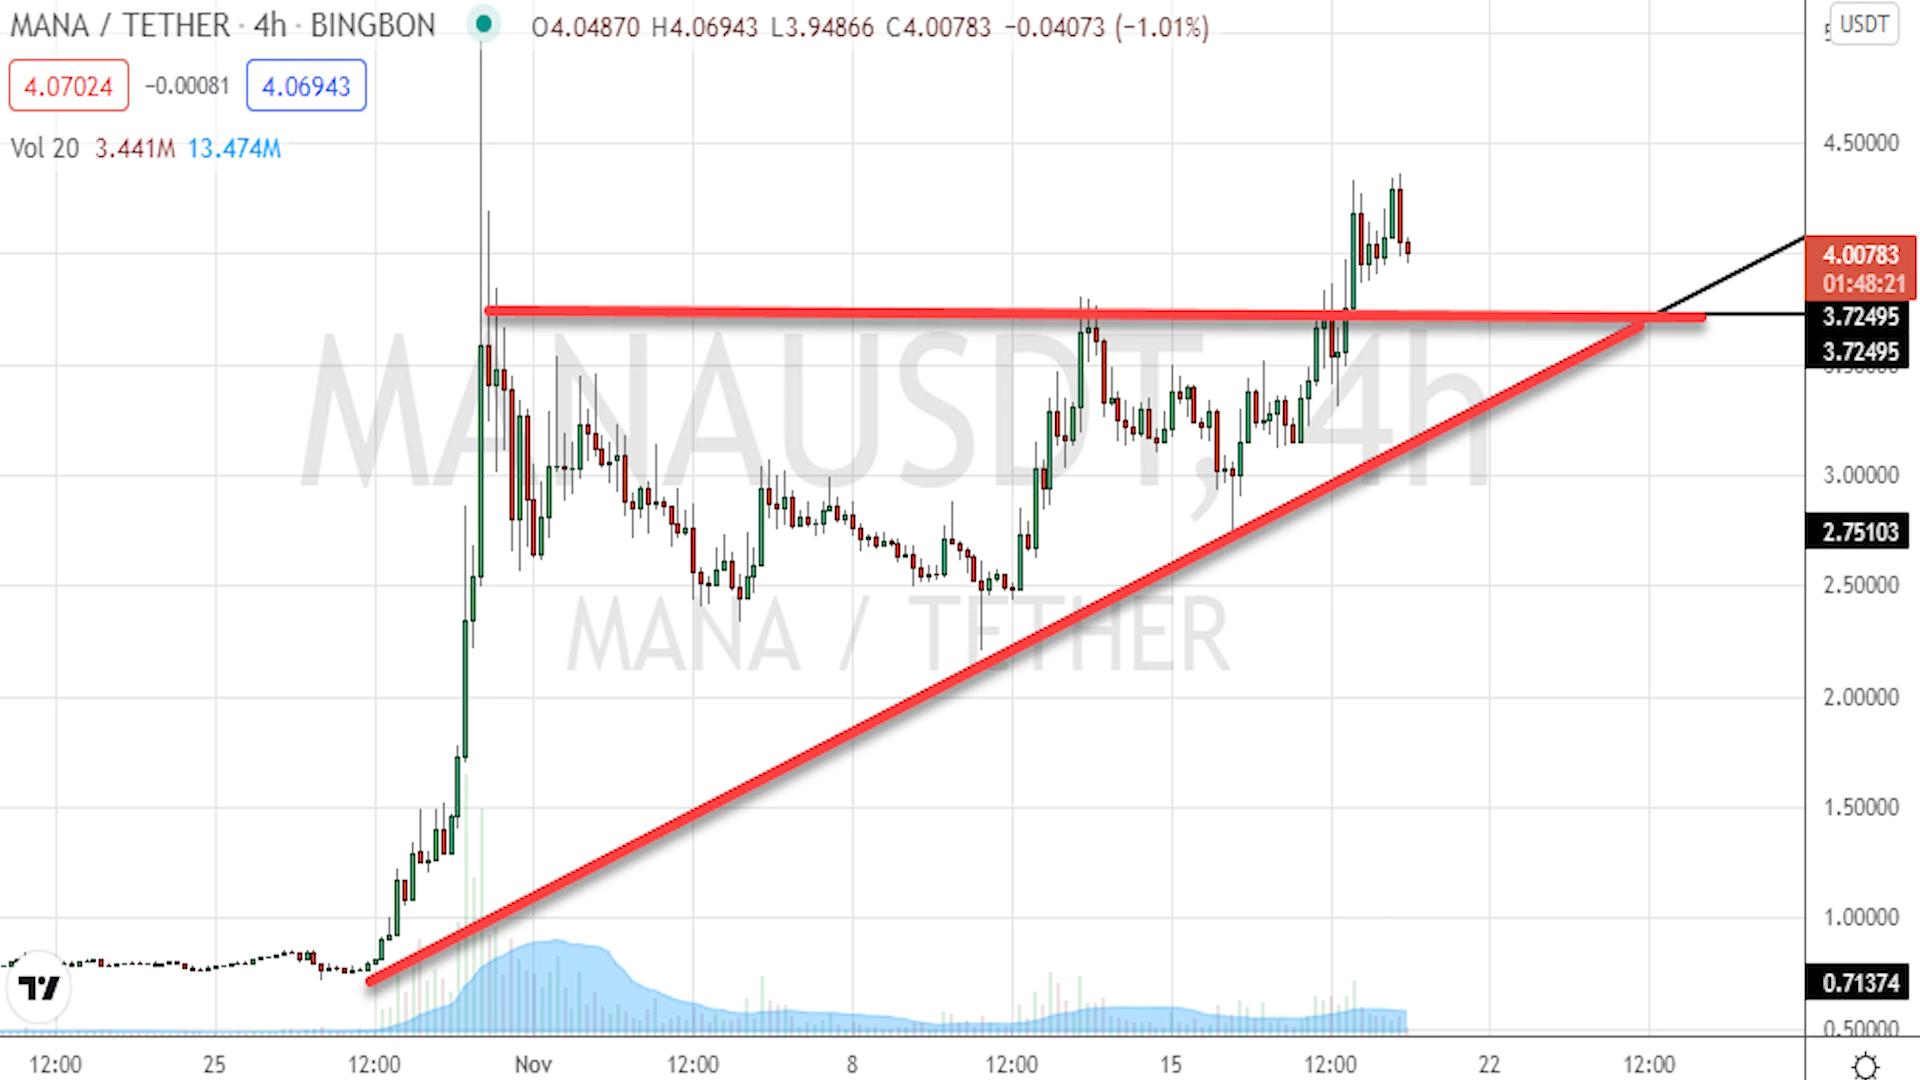 MANA / TETHER · 4h · BINGBON O4.04870 H4.06943 L3.94866 C4.00783 −0.04073 (−1.01%)
USDT
4.07024 −0.00081 4.06943
Vol 20 3.441M 13.474M
4.50000
4.00783
01:48:21
3.72495
3.72495
MANAUSDT, 4h
3.00000
2.75103
2.50000
MANA / TETHER
2.00000
1.50000
1.00000
0.71374
0.50000
12:00 25 12:00 Nov 12:00 8 12:00 15 12:00 22 12:00